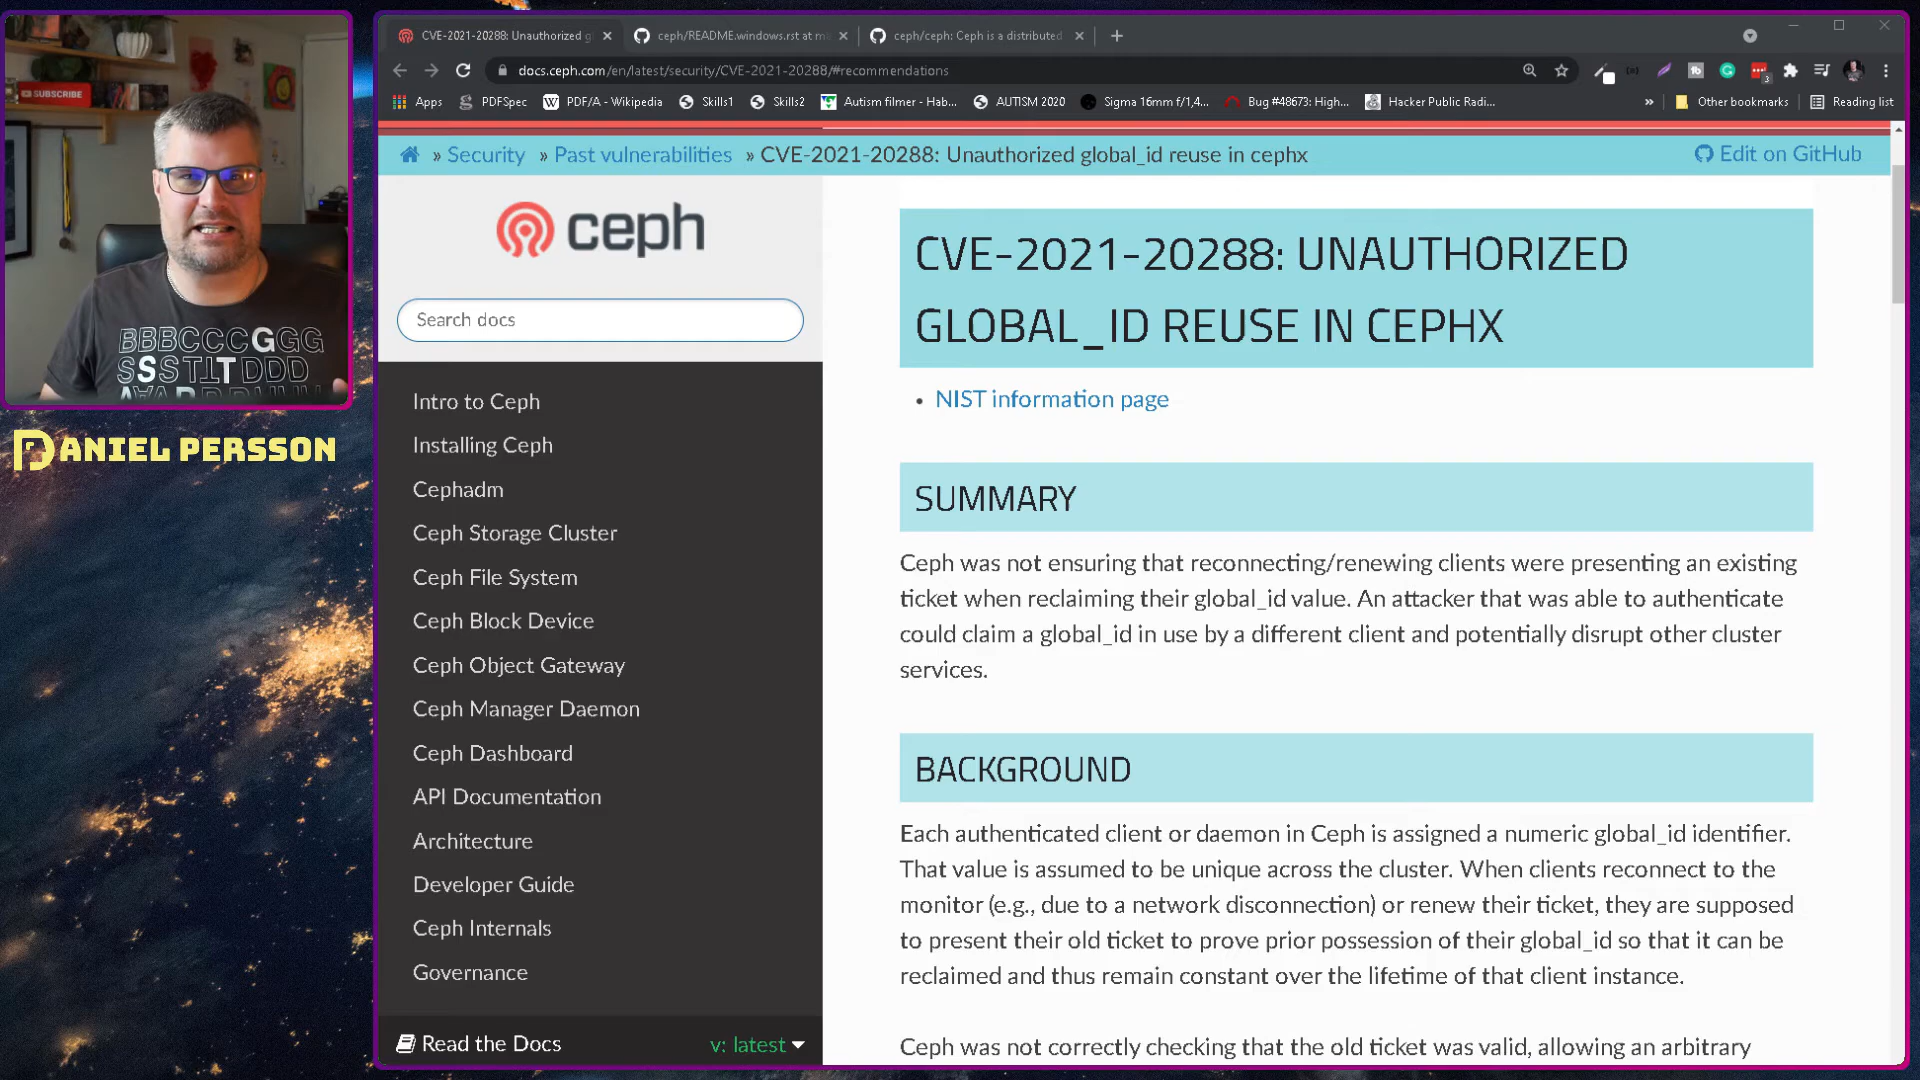 CVE-2021-20288: Unauthorized g
ceph/README.windows.rst at m
ceph/ceph: Ceph is a distributed
docs.ceph.com/en/latest/security/CVE-2021-20288/#recommendations
3
Apps
PDFSpec
PDF/A - Wikipedia
Skills1
Skills2
Autism filmer - Hab...
AUTISM 2020
Sigma 16mm f/1,4...
Bug #48673: High...
Hacker Public Radi...
»
Other bookmarks
Reading list
» Security » Past vulnerabilities » CVE-2021-20288: Unauthorized global_id reuse in cephx
Edit on GitHub
SUBSCRIBE
BBBCCCGGG
SSSTITDDD
DANIEL PERSSON
ceph
Search docs
Intro to Ceph
Installing Ceph
Cephadm
Ceph Storage Cluster
Ceph File System
Ceph Block Device
Ceph Object Gateway
Ceph Manager Daemon
Ceph Dashboard
API Documentation
Architecture
Developer Guide
Ceph Internals
Governance
Read the Docs
v: latest
CVE-2021-20288: UNAUTHORIZED
GLOBAL_ID REUSE IN CEPHX
• NIST information page
SUMMARY
Ceph was not ensuring that reconnecting/renewing clients were presenting an existing
ticket when reclaiming their global_id value. An attacker that was able to authenticate
could claim a global_id in use by a different client and potentially disrupt other cluster
services.
BACKGROUND
Each authenticated client or daemon in Ceph is assigned a numeric global_id identifier.
That value is assumed to be unique across the cluster. When clients reconnect to the
monitor (e.g., due to a network disconnection) or renew their ticket, they are supposed
to present their old ticket to prove prior possession of their global_id so that it can be
reclaimed and thus remain constant over the lifetime of that client instance.
Ceph was not correctly checking that the old ticket was valid, allowing an arbitrary